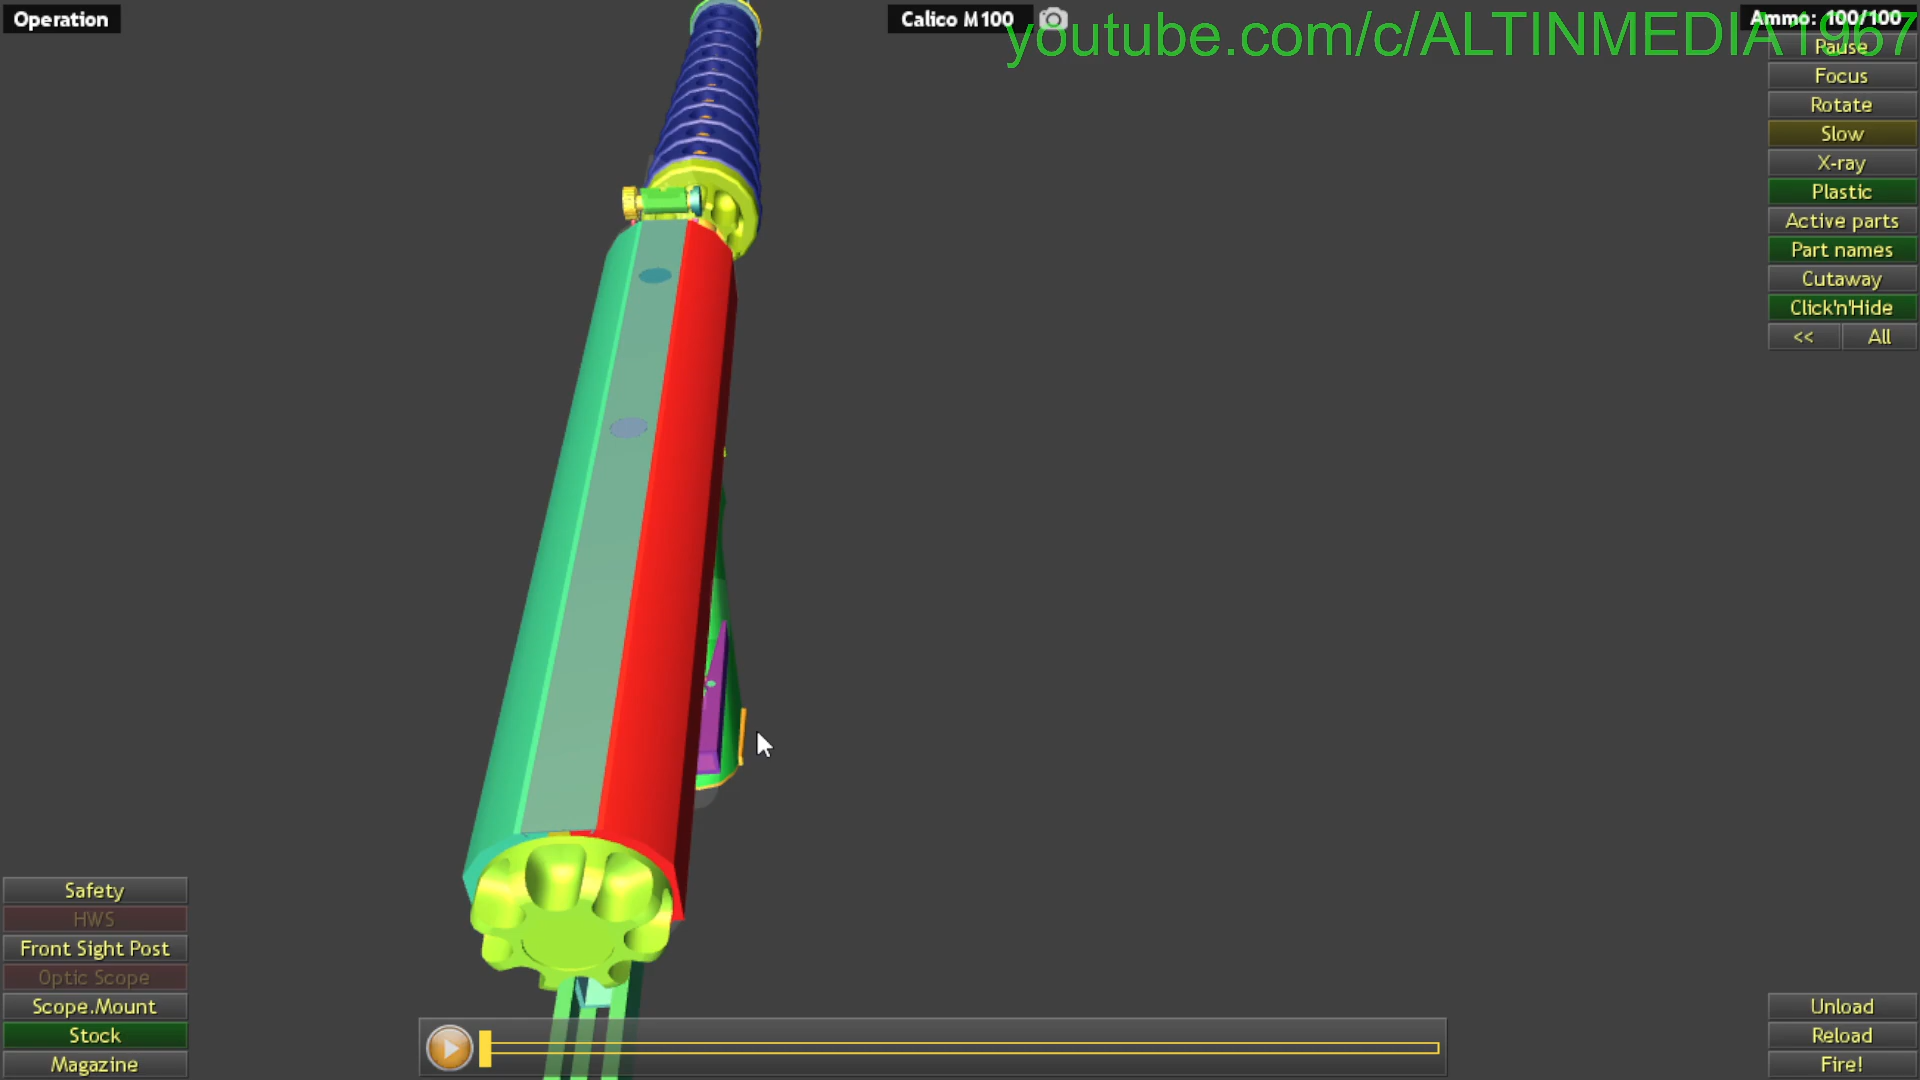 Operation
Calico M100
Ammo: 100/100
youtube.com/c/ALTINMEDIA1967
Pause
Focus
Rotate
Slow
X-ray
Plastic
Active parts
Part names
Cutaway
Click'n'Hide
<< All
Safety
HWS
Front Sight Post
Optic Scope
Scope.Mount
Stock
Magazine
Unload
Reload
Fire!